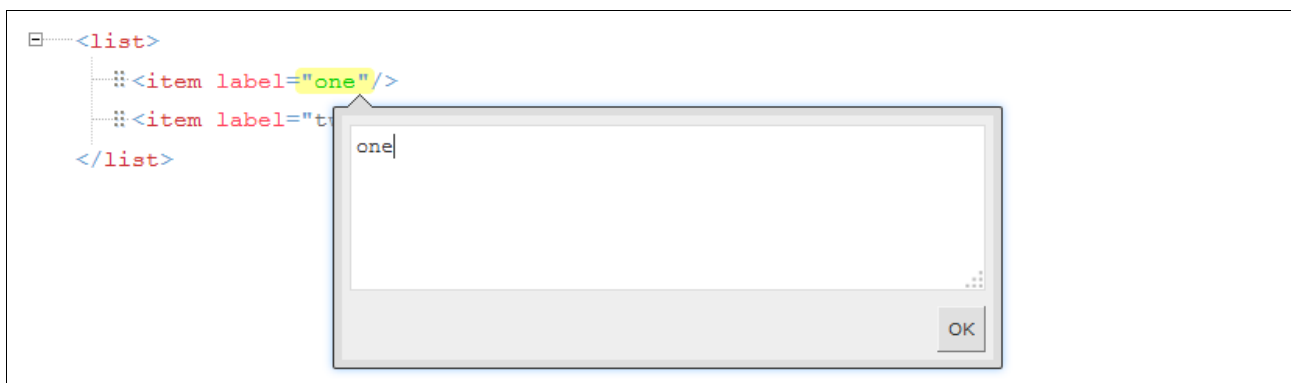 <list>
<item label="one"/>
<item label="t
</list>
one
OK